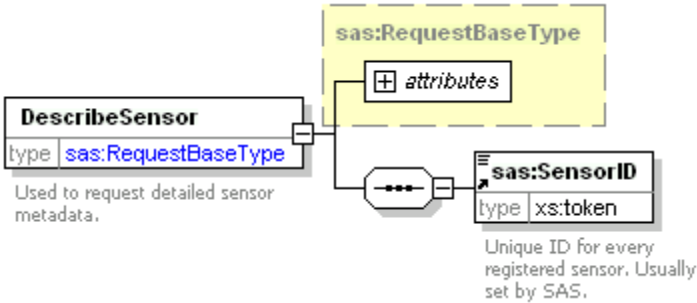 sas:RequestBaseType
attributes
DescribeSensor
type sas:RequestBaseType
Used to request detailed sensor
metadata.
sas:SensorID
type xs:token
Unique ID for every
registered sensor. Usually
set by SAS.